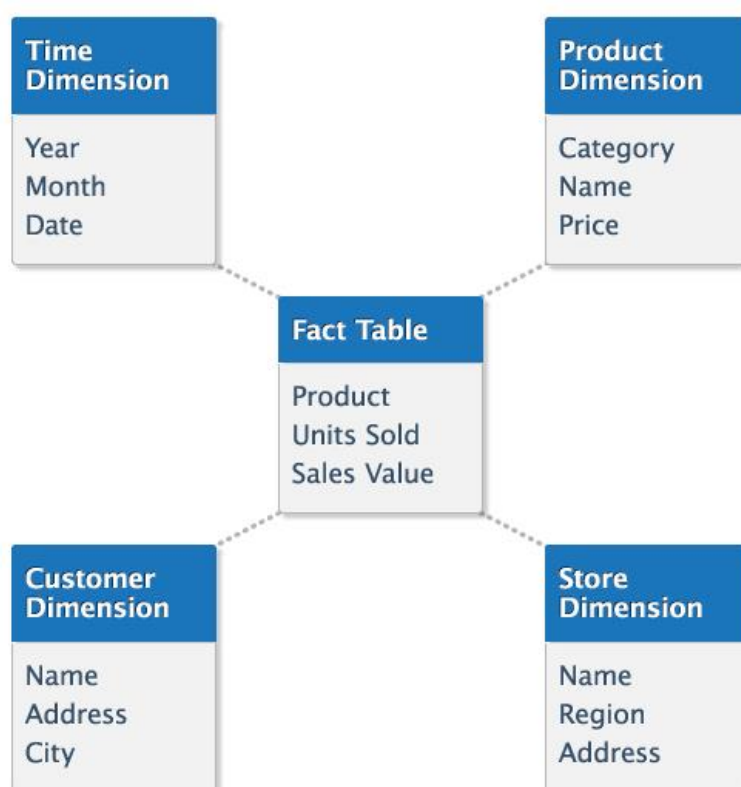 Time
Dimension
Year
Month
Date
Product
Dimension
Category
Name
Price
Fact Table
Product
Units Sold
Sales Value
Customer
Dimension
Name
Address
City
Store
Dimension
Name
Region
Address